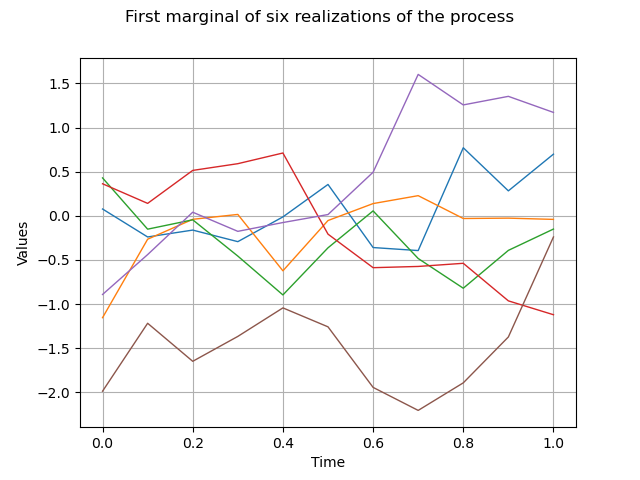 First marginal of six realizations of the process
1.5
1.0
0.5
0.0
−0.5
−1.0
−1.5
−2.0
Values
0.0 0.2 0.4 0.6 0.8 1.0
Time